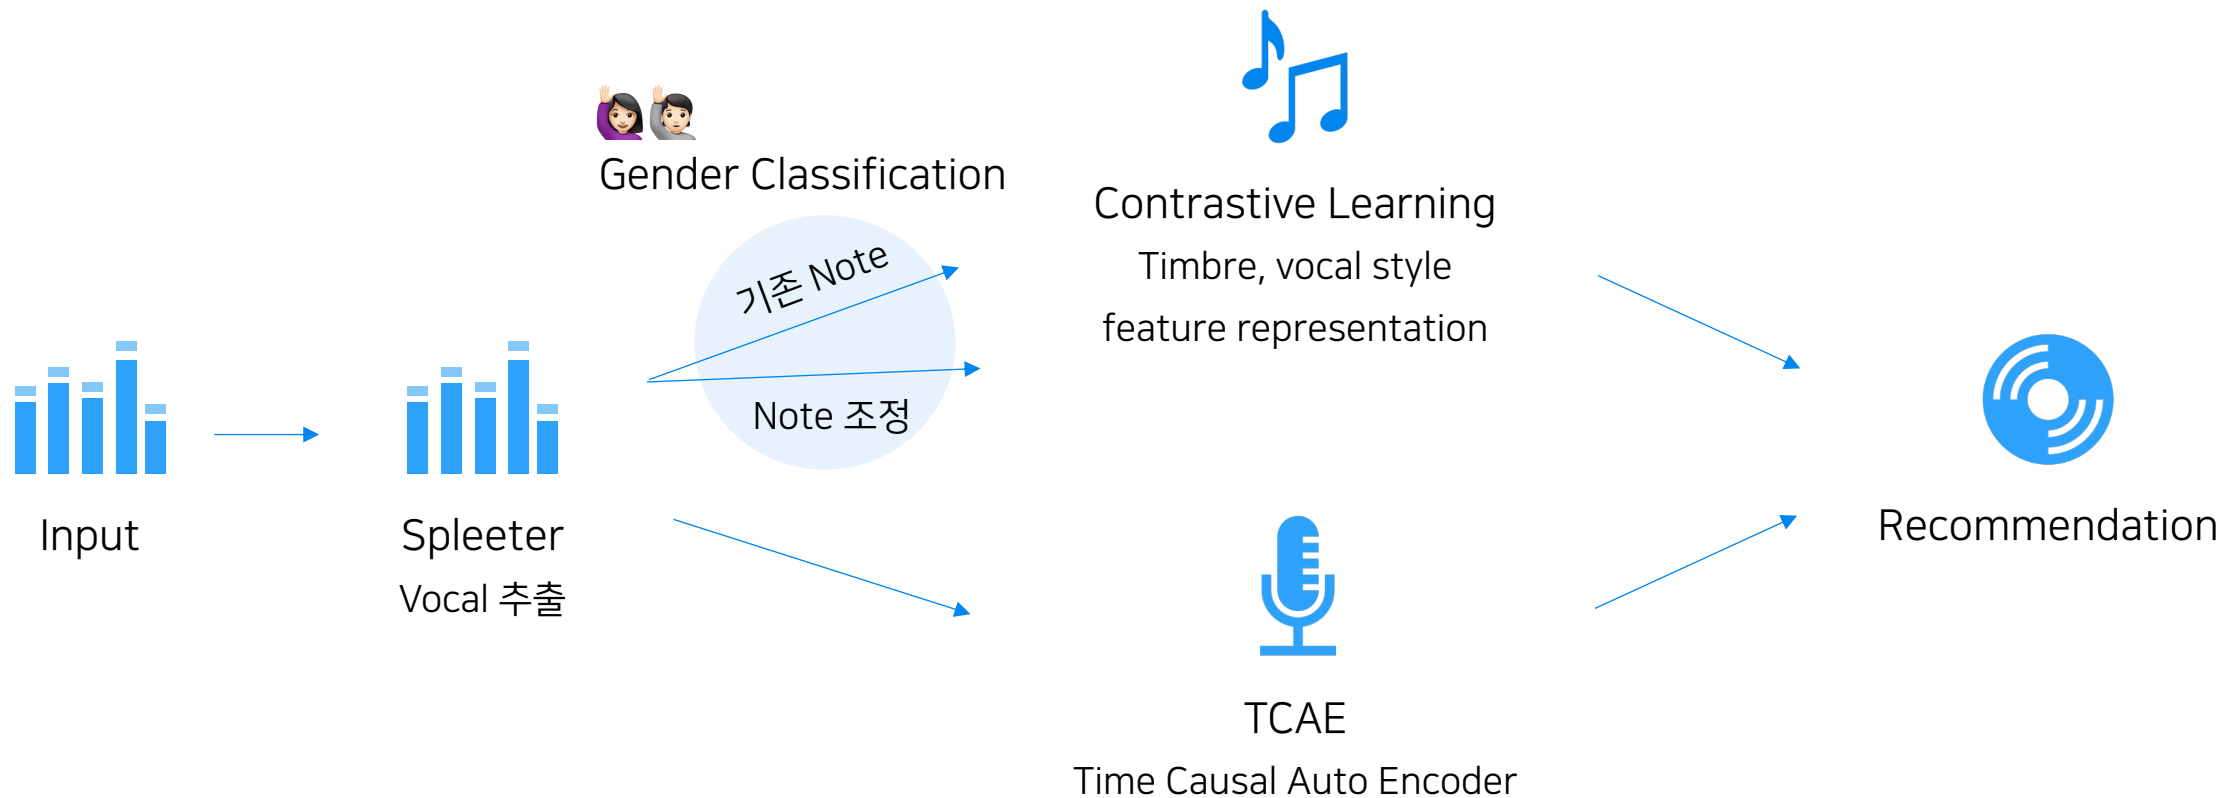 Input
Spleeter
Vocal 추출
Gender Classification
기존 Note
Note 조정
Contrastive Learning
Timbre, vocal style
feature representation
TCAE
Time Causal Auto Encoder
Recommendation